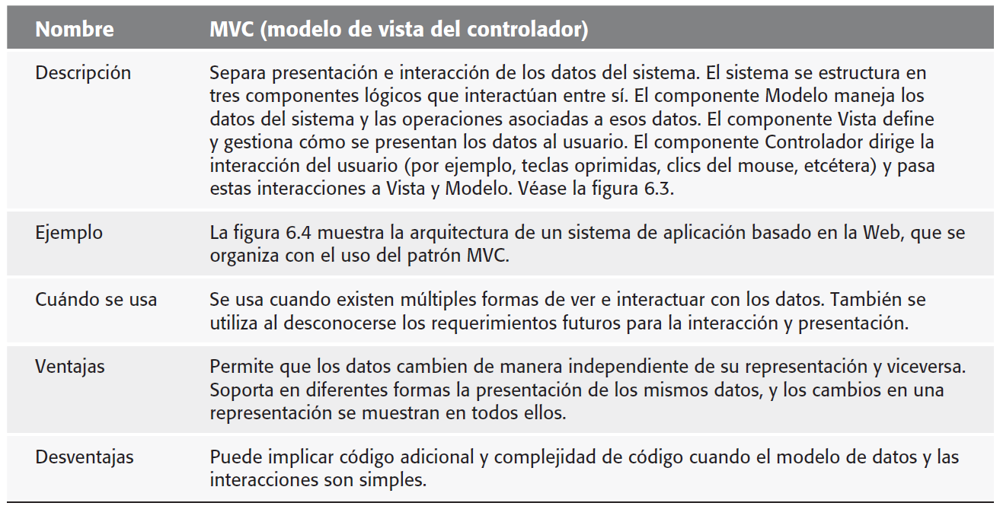 Nombre MVC (modelo de vista del controlador)
Descripción Separa presentación e interacción de los datos del sistema. El sistema se estructura en
tres componentes lógicos que interactúan entre sí. El componente Modelo maneja los
datos del sistema y las operaciones asociadas a esos datos. El componente Vista define
y gestiona cómo se presentan los datos al usuario. El componente Controlador dirige la
interacción del usuario (por ejemplo, teclas oprimidas, clics del mouse, etcétera) y pasa
estas interacciones a Vista y Modelo. Véase la figura 6.3.
Ejemplo La figura 6.4 muestra la arquitectura de un sistema de aplicación basado en la Web, que se
organiza con el uso del patrón MVC.
Cuándo se usa Se usa cuando existen múltiples formas de ver e interactuar con los datos. También se
utiliza al desconocerse los requerimientos futuros para la interacción y presentación.
Ventajas Permite que los datos cambien de manera independiente de su representación y viceversa.
Soporta en diferentes formas la presentación de los mismos datos, y los cambios en una
representación se muestran en todos ellos.
Desventajas Puede implicar código adicional y complejidad de código cuando el modelo de datos y las
interacciones son simples.